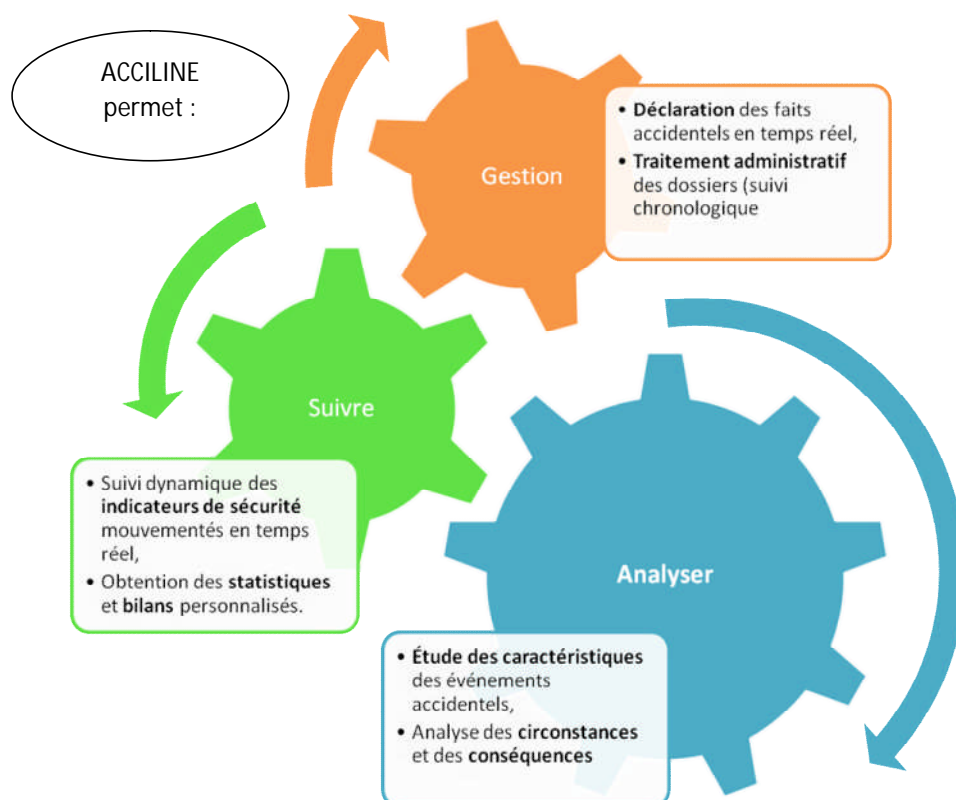 ACCILINE
permet :
Gestion
• Déclaration des faits
accidentels en temps réel,
• Traitement administratif
des dossiers (suivi
chronologique
Suivre
• Suivi dynamique des
indicateurs de sécurité
mouvementés en temps
réel,
• Obtention des statistiques
et bilans personnalisés.
Analyser
• Étude des caractéristiques
des événements
accidentels,
• Analyse des circonstances
et des conséquences